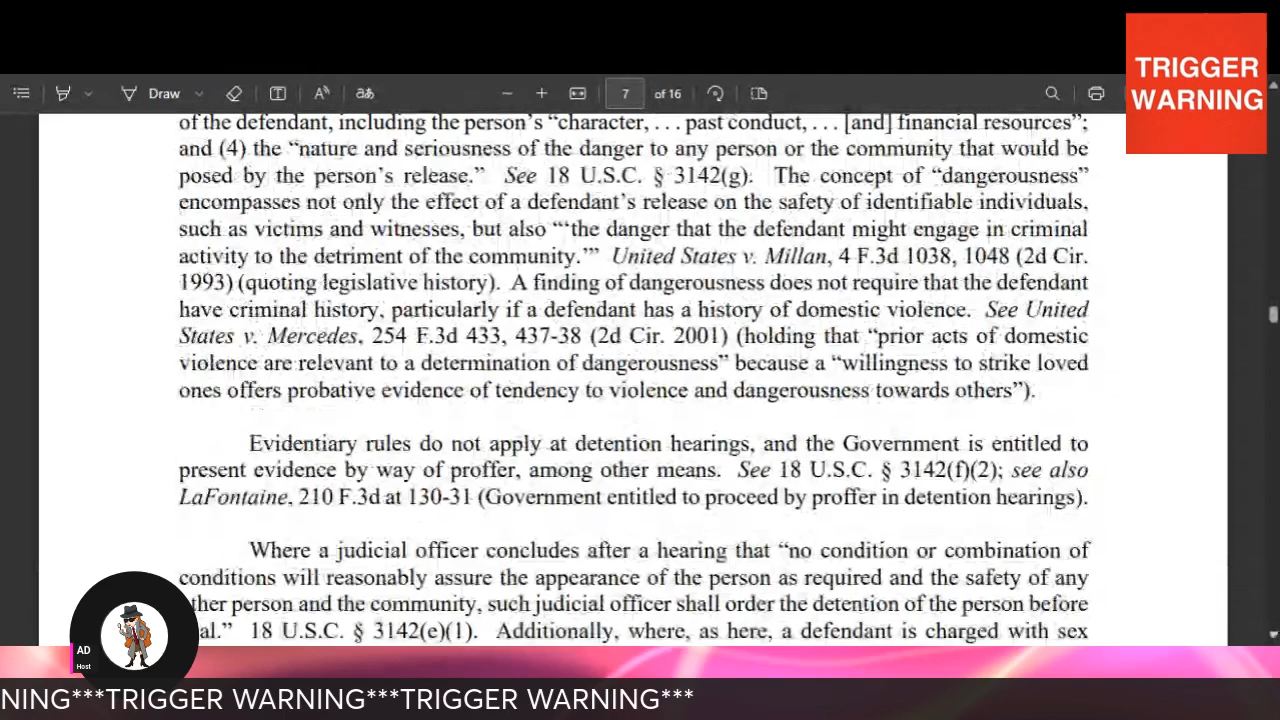 TRIGGER
WARNING
Draw
7 of 16
of the defendant, including the person's “character, . . . past conduct, . . . [and] financial resources”;
and (4) the “nature and seriousness of the danger to any person or the community that would be
posed by the person's release.” See 18 U.S.C. § 3142(g). The concept of “dangerousness”
encompasses not only the effect of a defendant's release on the safety of identifiable individuals,
such as victims and witnesses, but also “‘the danger that the defendant might engage in criminal
activity to the detriment of the community.’” United States v. Millan, 4 F.3d 1038, 1048 (2d Cir.
1993) (quoting legislative history). A finding of dangerousness does not require that the defendant
have criminal history, particularly if a defendant has a history of domestic violence. See United
States v. Mercedes, 254 F.3d 433, 437-38 (2d Cir. 2001) (holding that “prior acts of domestic
violence are relevant to a determination of dangerousness” because a “willingness to strike loved
ones offers probative evidence of tendency to violence and dangerousness towards others”).
Evidentiary rules do not apply at detention hearings, and the Government is entitled to
present evidence by way of proffer, among other means. See 18 U.S.C. § 3142(f)(2); see also
LaFontaine, 210 F.3d at 130-31 (Government entitled to proceed by proffer in detention hearings).
Where a judicial officer concludes after a hearing that “no condition or combination of
conditions will reasonably assure the appearance of the person as required and the safety of any
ther person and the community, such judicial officer shall order the detention of the person before
al.” 18 U.S.C. § 3142(e)(1). Additionally, where, as here, a defendant is charged with sex
AD
Host
NING***TRIGGER WARNING***TRIGGER WARNING***